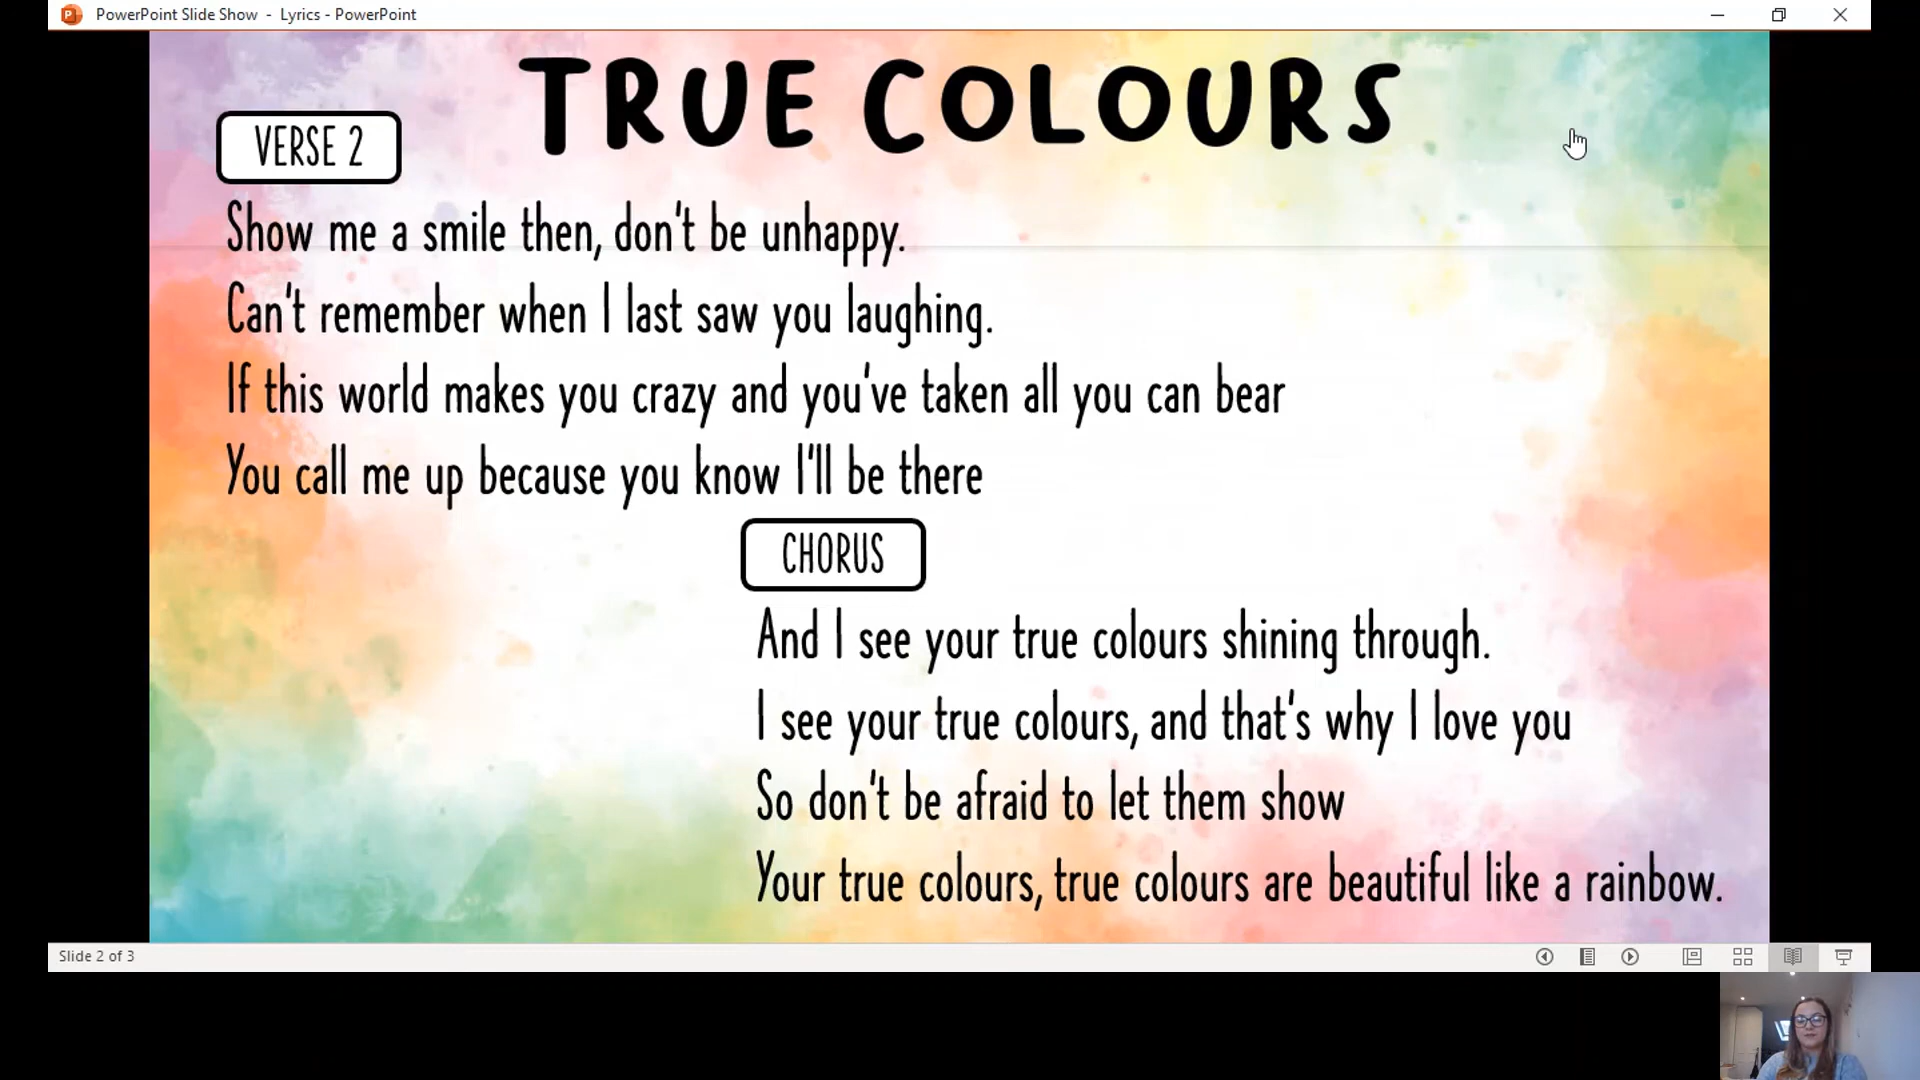 PowerPoint Slide Show - Lyrics - PowerPoint
TRUE COLOURS
VERSE 2
Show me a smile then, don't be unhappy.
Can't remember when I last saw you laughing.
If this world makes you crazy and you've taken all you can bear
You call me up because you know I'll be there
CHORUS
And I see your true colours shining through.
I see your true colours, and that's why I love you
So don't be afraid to let them show
Your true colours, true colours are beautiful like a rainbow.
Slide 2 of 3